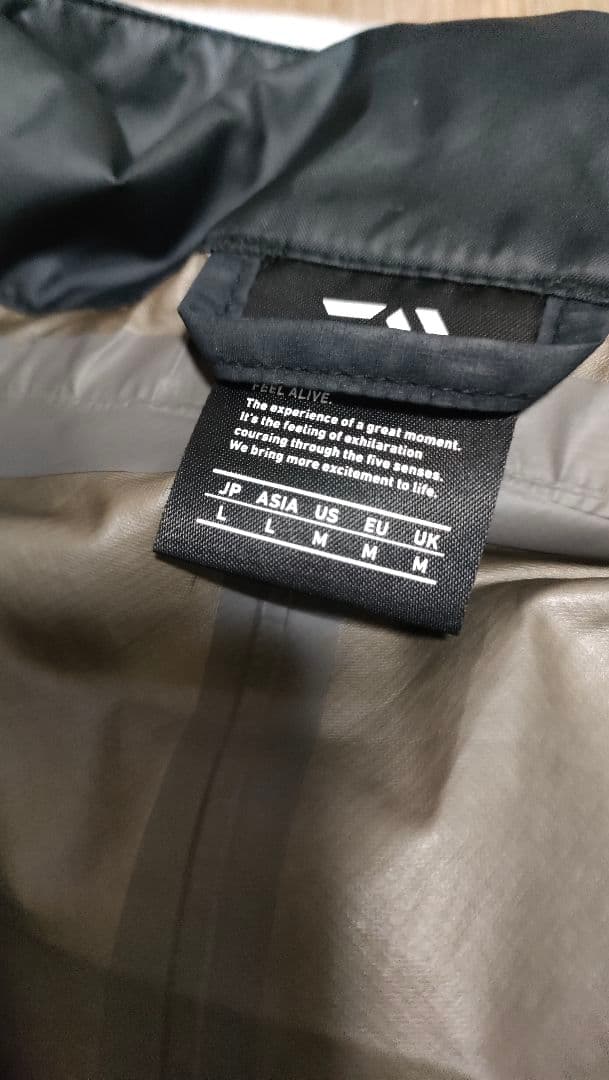 FEEL ALIVE.
The experience of a great moment.
It's the feeling of exhilaration
coursing through the five senses.
We bring more excitement to life.
JP ASIA US EU UK
L L M M M